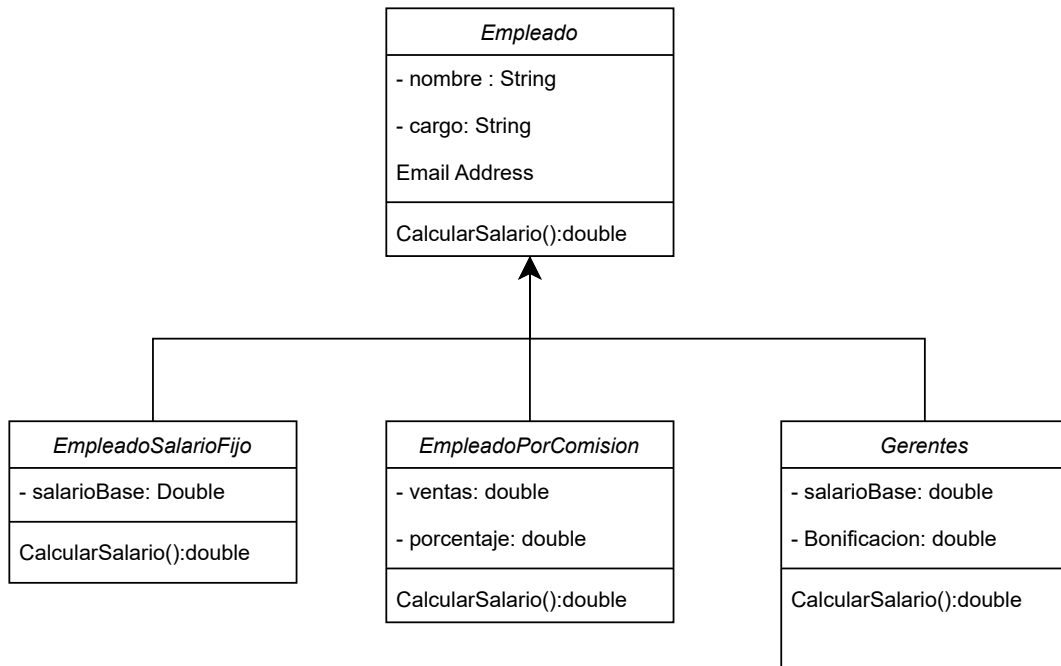 Empleado
- nombre : String
- cargo: String
Email Address
CalcularSalario():double
EmpleadoSalarioFijo
- salarioBase: Double
CalcularSalario():double
EmpleadoPorComision
- ventas: double
- porcentaje: double
CalcularSalario():double
Gerentes
- salarioBase: double
- Bonificacion: double
CalcularSalario():double